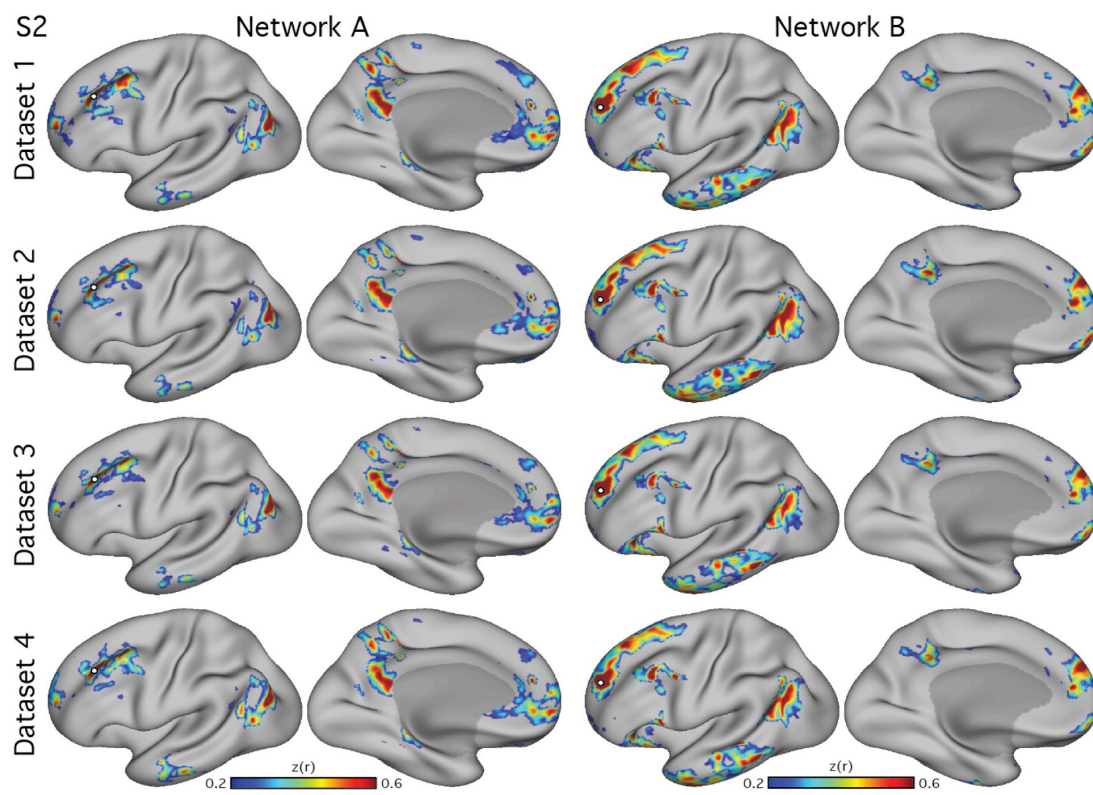 S2
Network A
Network B
Dataset 1
Dataset 2
Dataset 3
Dataset 4
z(r)
0.2 0.6
z(r)
0.2 0.6